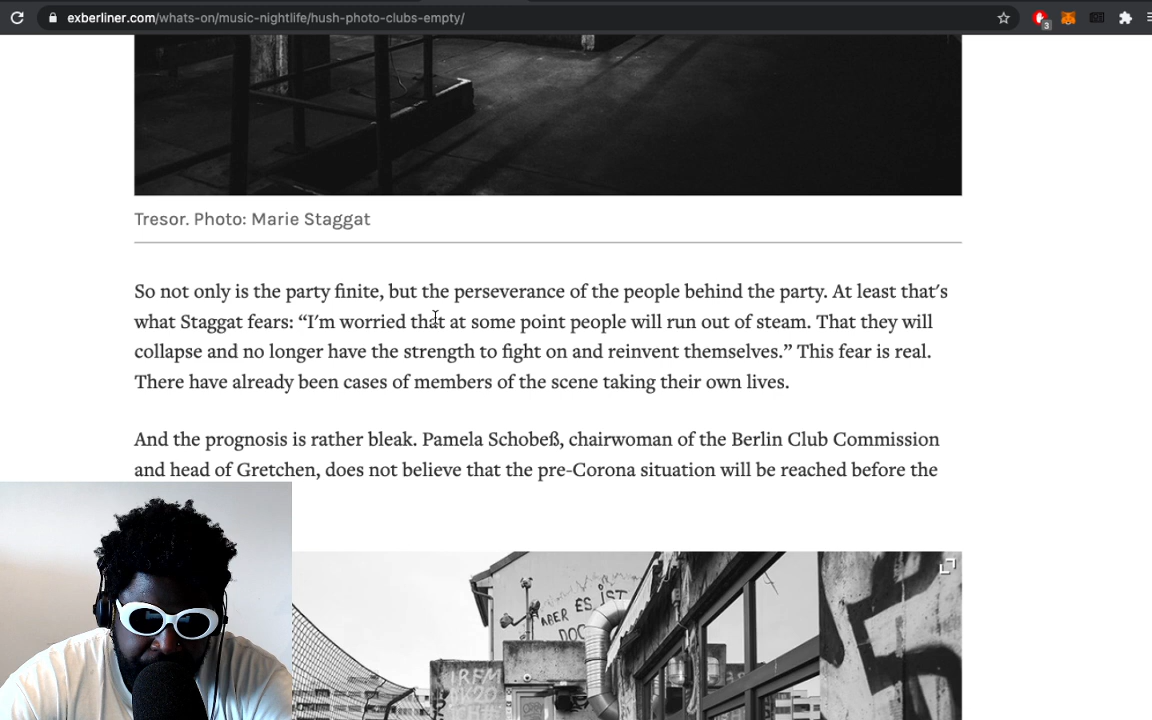 exberliner.com/whats-on/music-nightlife/hush-photo-clubs-empty/
3
Tresor. Photo: Marie Staggat
So not only is the party finite, but the perseverance of the people behind the party. At least that's
what Staggat fears: “I'm worried that at some point people will run out of steam. That they will
collapse and no longer have the strength to fight on and reinvent themselves.” This fear is real.
There have already been cases of members of the scene taking their own lives.
And the prognosis is rather bleak. Pamela Schobeß, chairwoman of the Berlin Club Commission
and head of Gretchen, does not believe that the pre-Corona situation will be reached before the
ABER ES IST
DOC